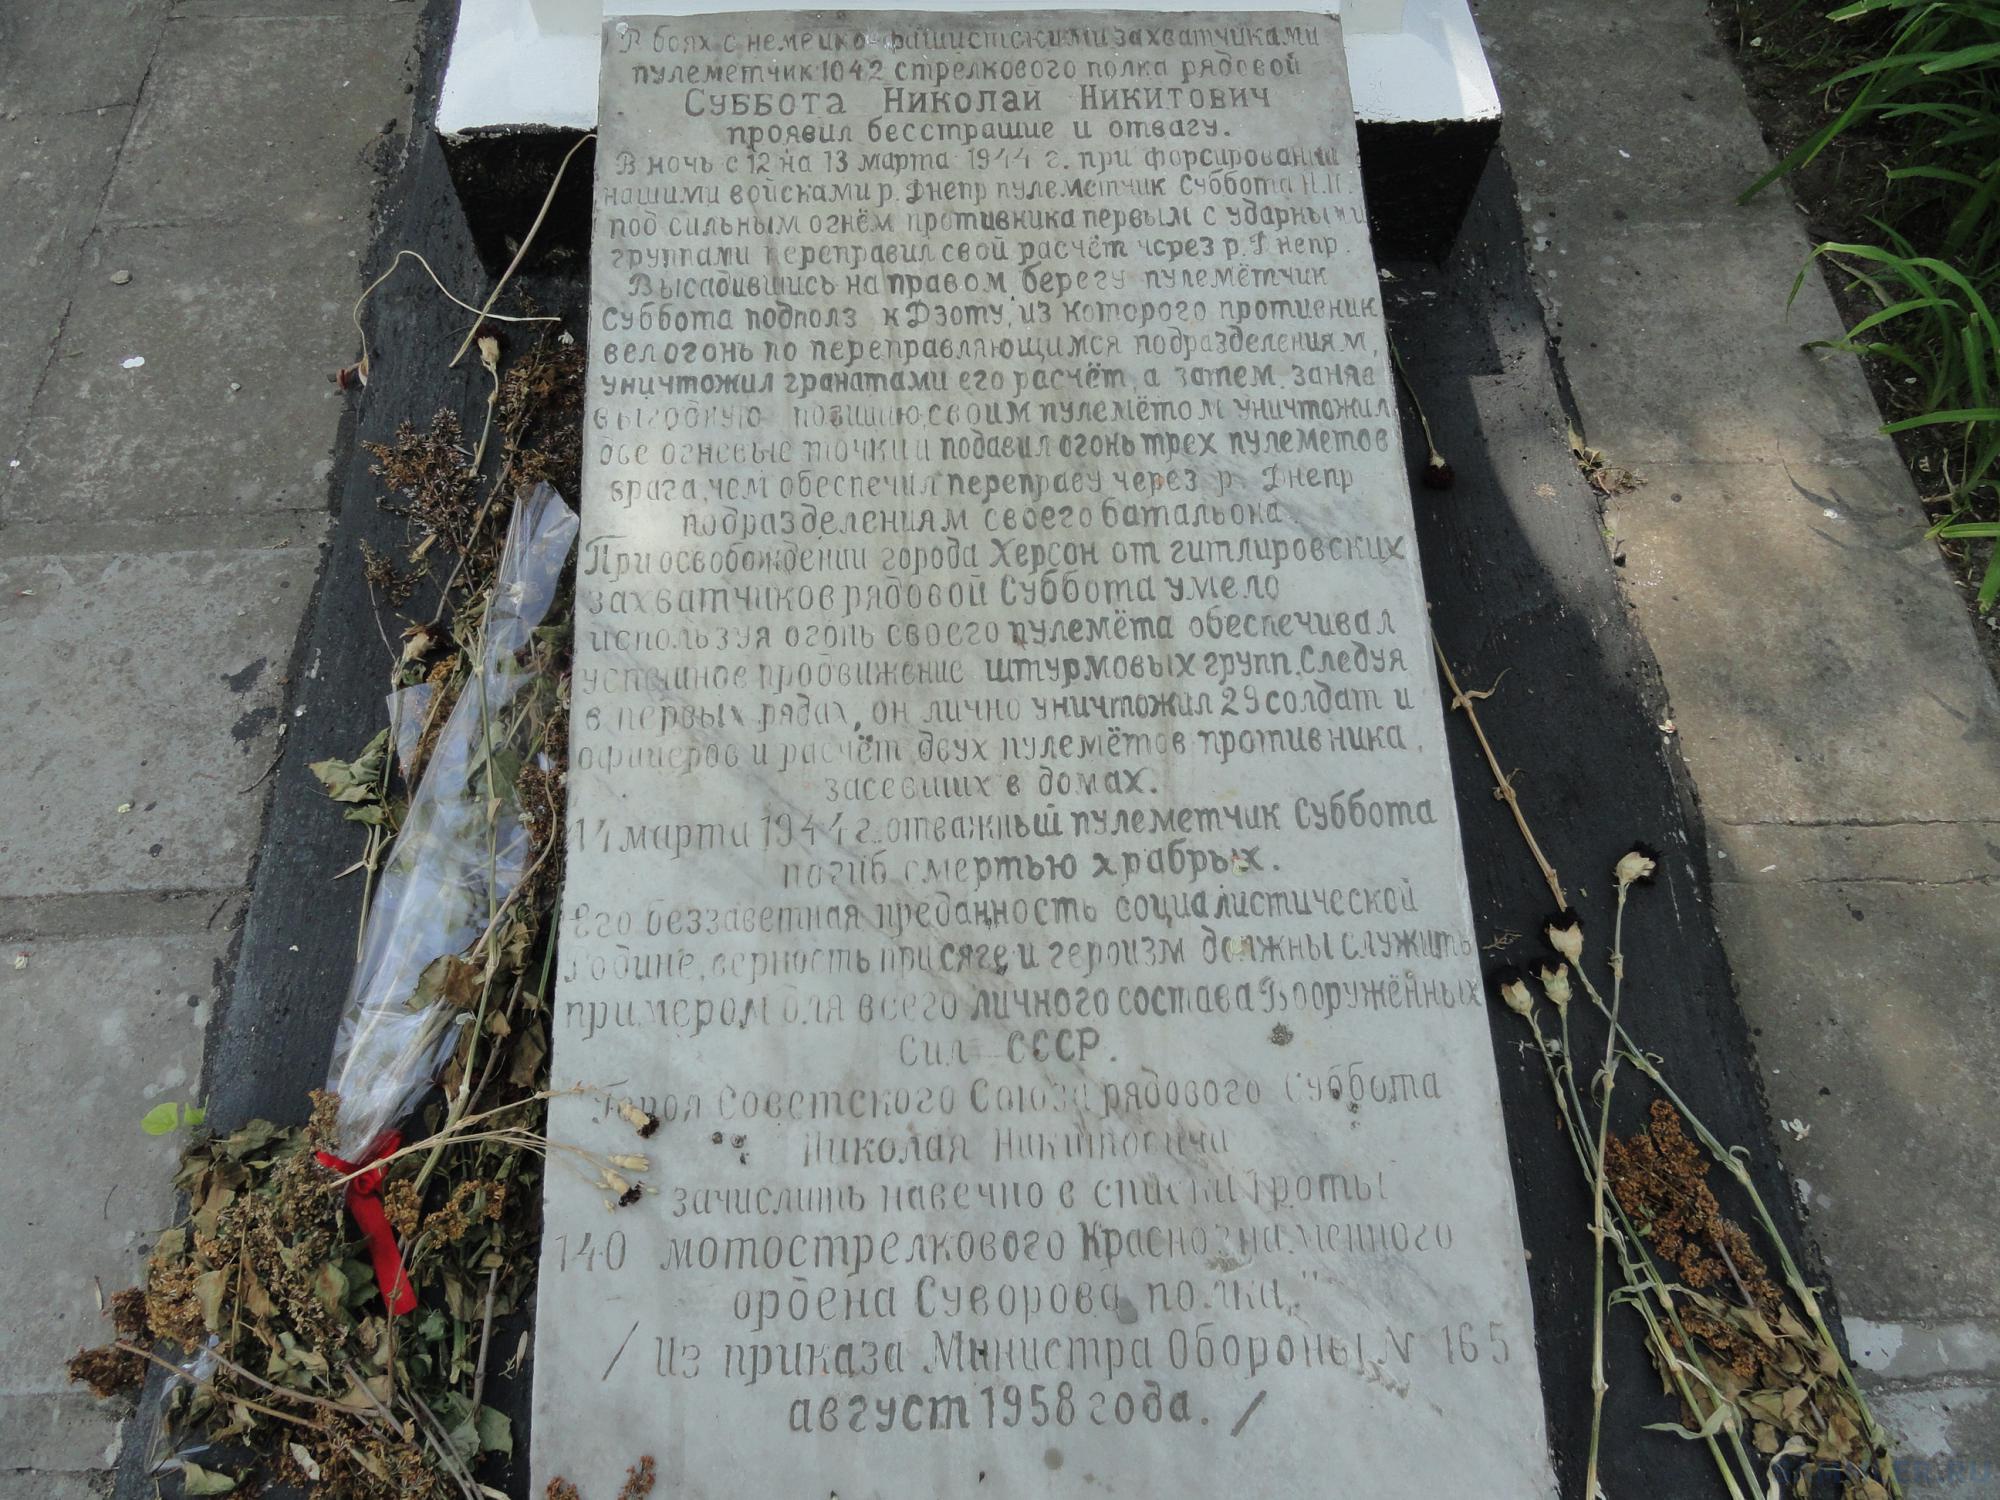 В боях с немецко-фашистскими захватчиками
пулеметчик 1042 стрелкового полка рядовой
Суббота Николай Никитович
проявил бесстрашие и отвагу.
В ночь с 12 на 13 марта 1944 г. при форсировании
нашими войсками р. Днепр пулеметчик Суббота Н.Н.
под сильным огнём противника первым с ударными
группами переправил свой расчёт через р. Днепр.
Высадившись на правом берегу пулемётчик
Суббота подполз к Дзоту, из которого противник
вел огонь по переправляющимся подразделениям,
уничтожил гранатами его расчёт, а затем, заняв
выгодную позицию, своим пулемётом уничтожил
две огневые точки и подавил огонь трех пулеметов
врага, чем обеспечил переправу через р. Днепр
подразделениям своего батальона.
При освобождении города Херсон от гитлировских
захватчиков рядовой Суббота умело
используя огонь своего пулемёта обеспечивал
успешное продвижение штурмовых групп. Следуя
в первых рядах, он лично уничтожил 29 солдат и
офицеров и расчёт двух пулемётов противника,
засевших в домах.
14 марта 1944 г. отважный пулеметчик Суббота
погиб смертью храбрых.
Его беззаветная преданность социалистической
Родине, верность присяге и героизм должны служить
примером для всего личного состава Вооружённых
Сил СССР.
Героя Советского Союза рядового Суббота
Николая Никитовича
зачислить навечно в списки 1 роты
140 мотострелкового Краснознаменного
ордена Суворова полка"
/ Из приказа Министра Обороны N 165
август 1958 года. /